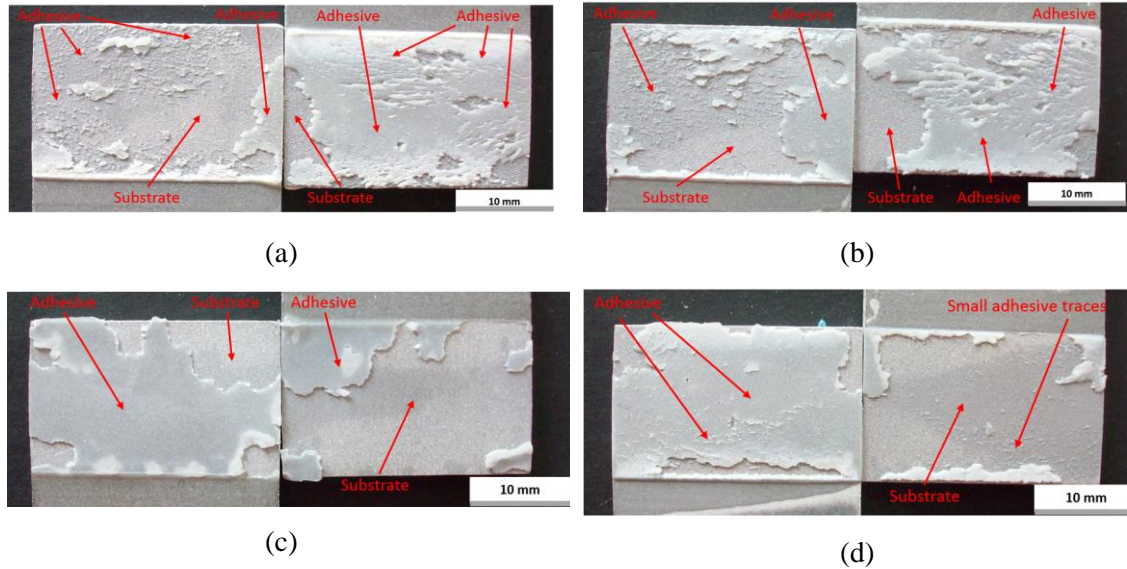 Adhesive Adhesive Adhesive Adhesive
Substrate Substrate
10 mm
(a)
Adhesive Adhesive Adhesive
Substrate Substrate Adhesive
10 mm
(b)
Adhesive Substrate Adhesive
Substrate
10 mm
(c)
Adhesive Small adhesive traces
Substrate
10 mm
(d)